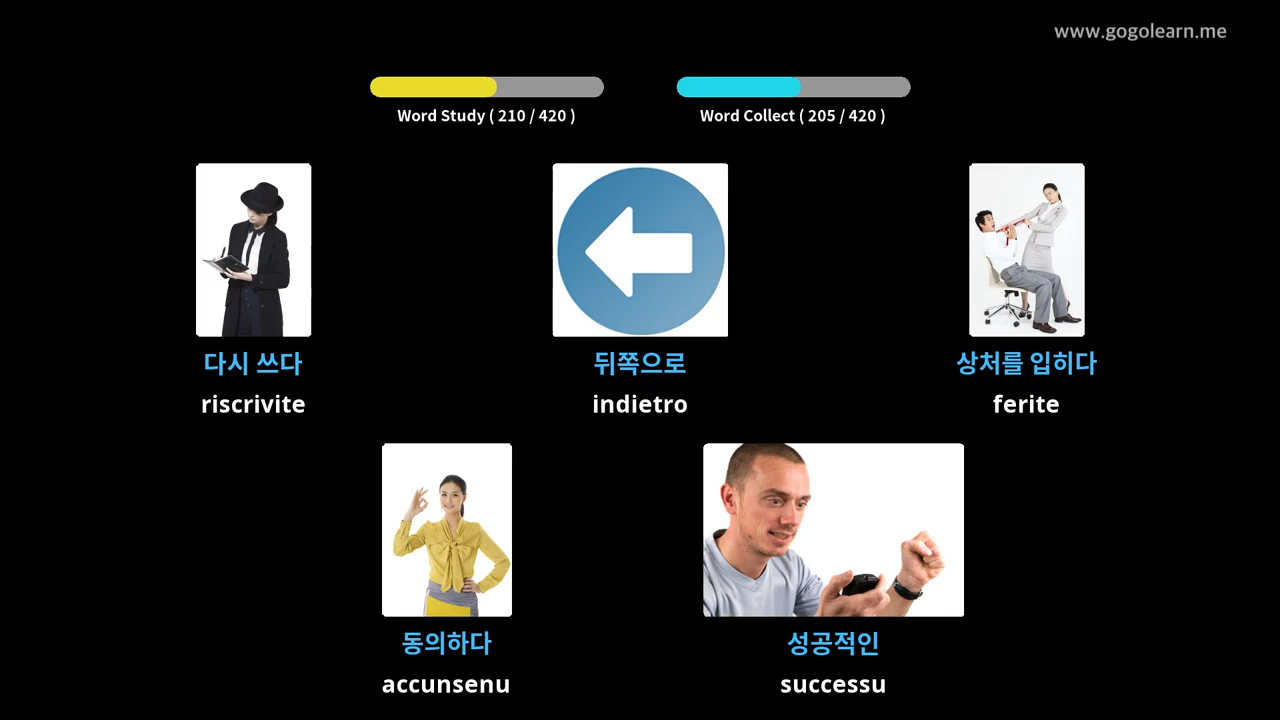 www.gogolearn.me
Word Study ( 210 / 420 )
Word Collect ( 205 / 420 )
다시 쓰다
뒤쪽으로
상처를 입히다
riscrivite
indietro
ferite
동의하다
성공적인
accunsenu
successu